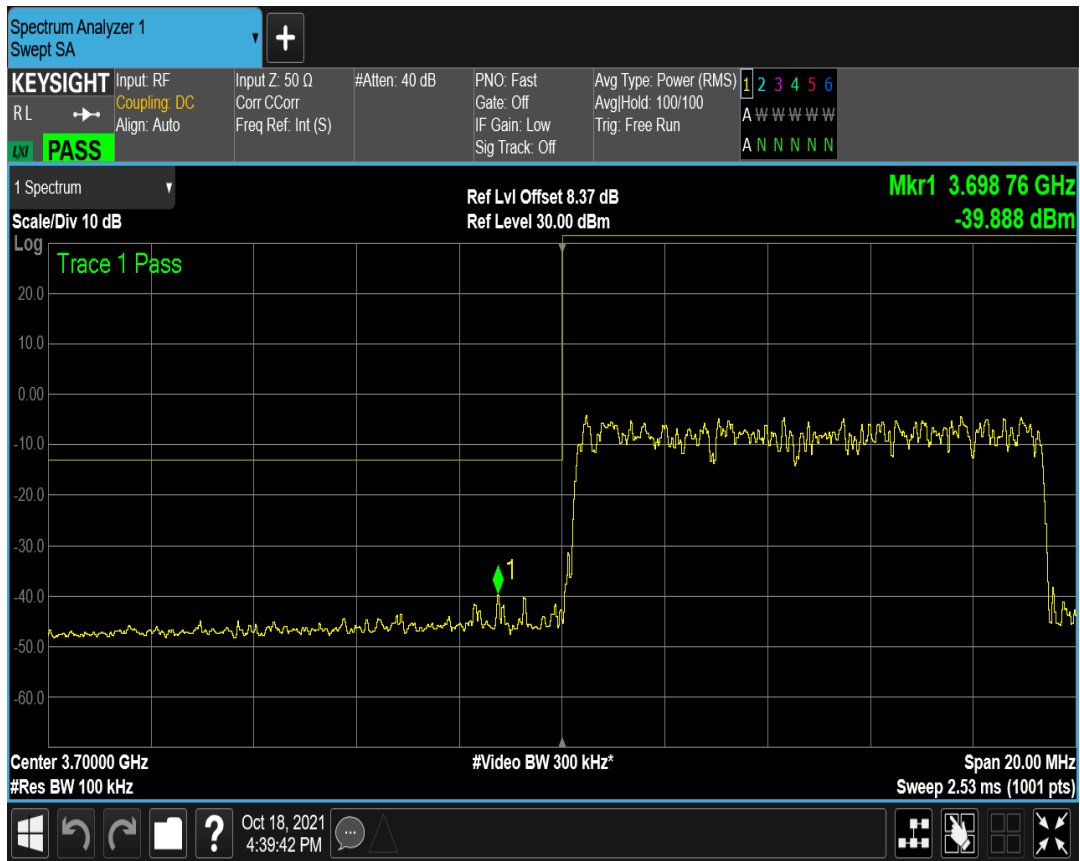 Spectrum Analyzer 1
Swept SA
+
KEYSIGHT
RL
LXI PASS
Input: RF
Coupling: DC
Align: Auto
Input Z: 50 Ω
Corr CCorr
Freq Ref: Int (S)
#Atten: 40 dB
PNO: Fast
Gate: Off
IF Gain: Low
Sig Track: Off
Avg Type: Power (RMS)
Avg|Hold: 100/100
Trig: Free Run
1 2 3 4 5 6
A W W W W W
A N N N N N
1 Spectrum
Scale/Div 10 dB
Ref Lvl Offset 8.37 dB
Ref Level 30.00 dBm
Mkr1 3.698 76 GHz
-39.888 dBm
Log
Trace 1 Pass
20.0
10.0
0.00
-10.0
-20.0
-30.0
-40.0
-50.0
-60.0
1
Center 3.70000 GHz
#Res BW 100 kHz
#Video BW 300 kHz*
Span 20.00 MHz
Sweep 2.53 ms (1001 pts)
?
Oct 18, 2021
4:39:42 PM